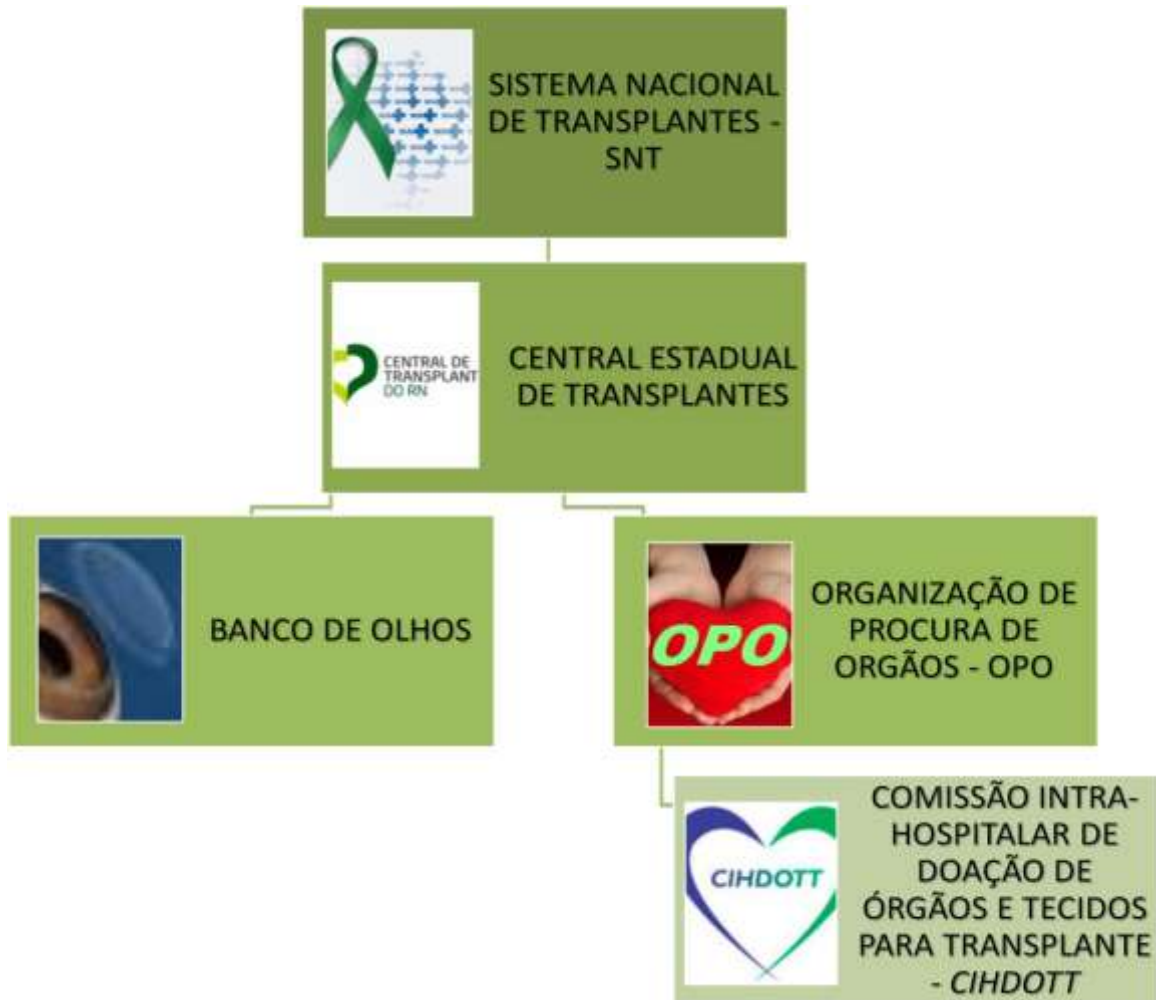 SISTEMA NACIONAL
DE TRANSPLANTES -
SNT
CENTRAL DE
TRANSPLANT
DO RN
CENTRAL ESTADUAL
DE TRANSPLANTES
BANCO DE OLHOS
OPO
ORGANIZAÇÃO DE
PROCURA DE
ORGÃOS - OPO
CIHDOTT
COMISSÃO INTRA-
HOSPITALAR DE
DOAÇÃO DE
ÓRGÃOS E TECIDOS
PARA TRANSPLANTE
- CIHDOTT